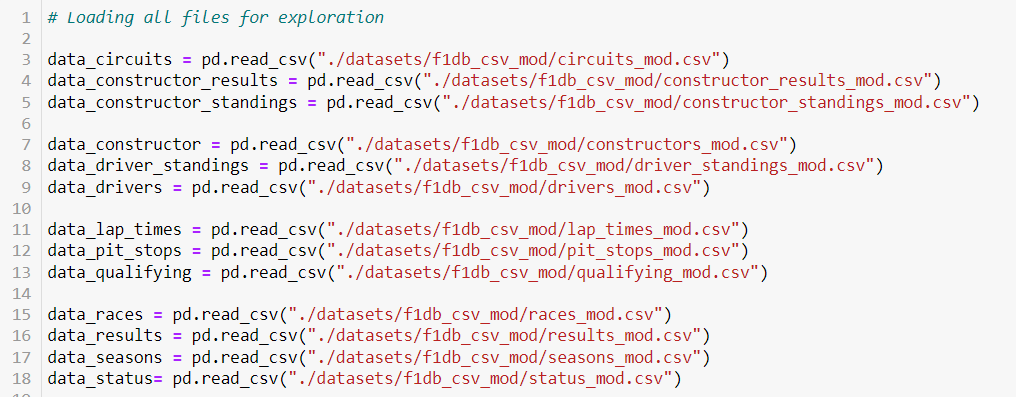 1 # Loading all files for exploration
2
3 data_circuits = pd.read_csv("./datasets/f1db_csv_mod/circuits_mod.csv")
4 data_constructor_results = pd.read_csv("./datasets/f1db_csv_mod/constructor_results_mod.csv")
5 data_constructor_standings = pd.read_csv("./datasets/f1db_csv_mod/constructor_standings_mod.csv")
6
7 data_constructor = pd.read_csv("./datasets/f1db_csv_mod/constructors_mod.csv")
8 data_driver_standings = pd.read_csv("./datasets/f1db_csv_mod/driver_standings_mod.csv")
9 data_drivers = pd.read_csv("./datasets/f1db_csv_mod/drivers_mod.csv")
10
11 data_lap_times = pd.read_csv("./datasets/f1db_csv_mod/lap_times_mod.csv")
12 data_pit_stops = pd.read_csv("./datasets/f1db_csv_mod/pit_stops_mod.csv")
13 data_qualifying = pd.read_csv("./datasets/f1db_csv_mod/qualifying_mod.csv")
14
15 data_races = pd.read_csv("./datasets/f1db_csv_mod/races_mod.csv")
16 data_results = pd.read_csv("./datasets/f1db_csv_mod/results_mod.csv")
17 data_seasons = pd.read_csv("./datasets/f1db_csv_mod/seasons_mod.csv")
18 data_status= pd.read_csv("./datasets/f1db_csv_mod/status_mod.csv")